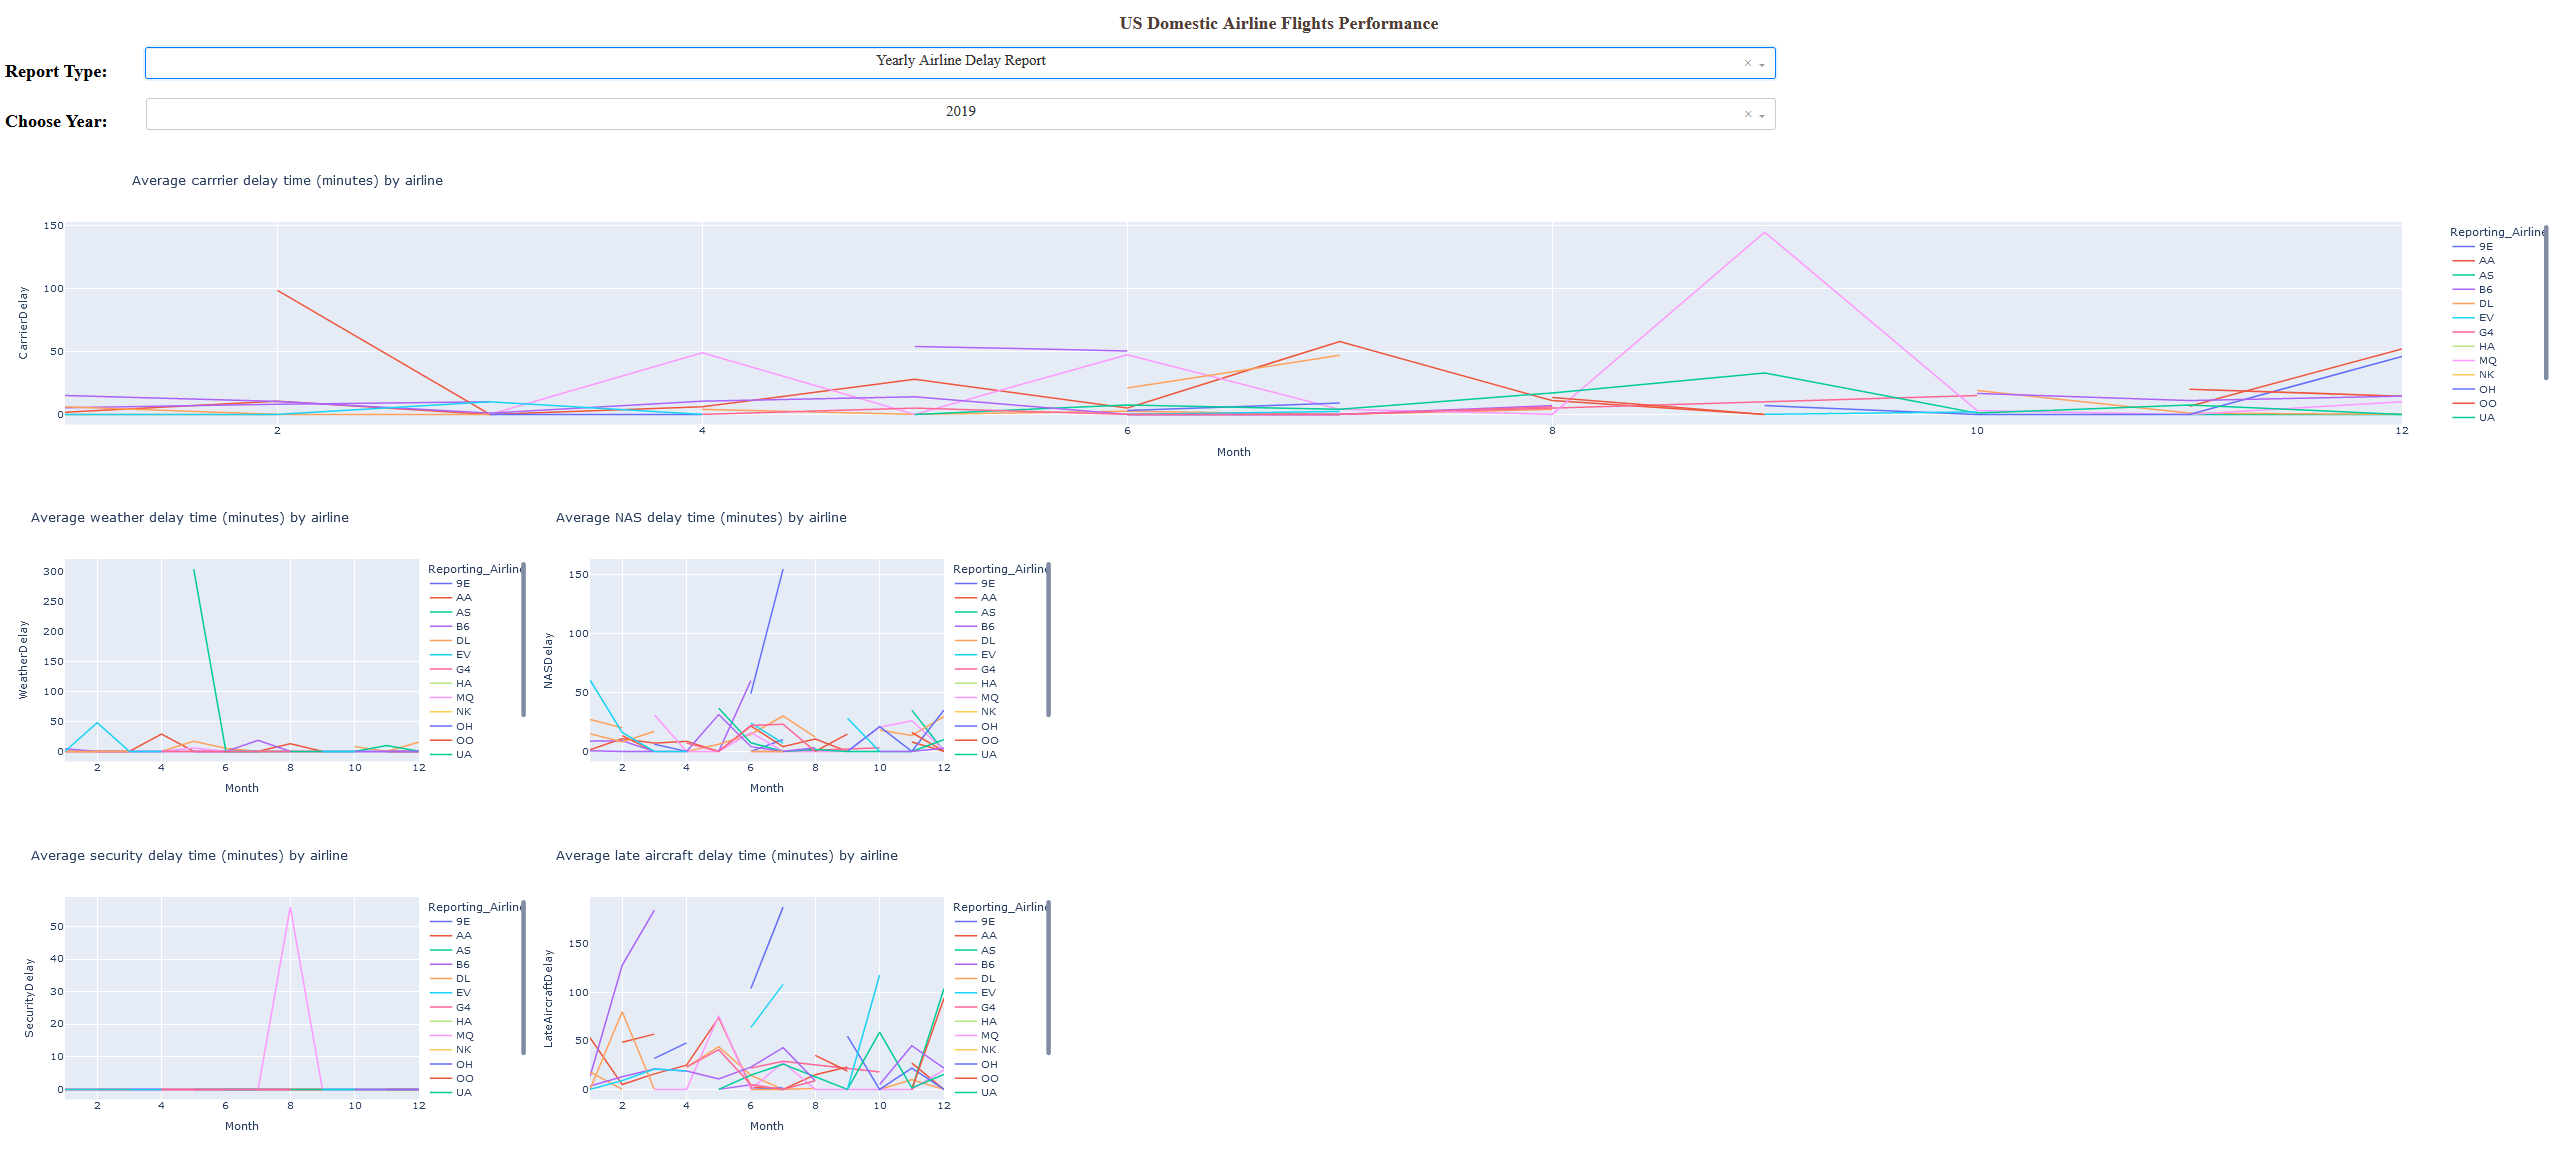 US Domestic Airline Flights Performance
Report Type:
Yearly Airline Delay Report
×
Choose Year:
2019
×
Average carrrier delay time (minutes) by airline
CarrierDelay
150
100
50
0
2 4 6 8 10 12
Month
Reporting_Airline
9E
AA
AS
B6
DL
EV
G4
HA
MQ
NK
OH
OO
UA
Average weather delay time (minutes) by airline
WeatherDelay
300
250
200
150
100
50
0
2 4 6 8 10 12
Month
Reporting_Airline
9E
AA
AS
B6
DL
EV
G4
HA
MQ
NK
OH
OO
UA
Average NAS delay time (minutes) by airline
NASDelay
150
100
50
0
2 4 6 8 10 12
Month
Reporting_Airline
9E
AA
AS
B6
DL
EV
G4
HA
MQ
NK
OH
OO
UA
Average security delay time (minutes) by airline
SecurityDelay
50
40
30
20
10
0
2 4 6 8 10 12
Month
Reporting_Airline
9E
AA
AS
B6
DL
EV
G4
HA
MQ
NK
OH
OO
UA
Average late aircraft delay time (minutes) by airline
LateAircraftDelay
150
100
50
0
2 4 6 8 10 12
Month
Reporting_Airline
9E
AA
AS
B6
DL
EV
G4
HA
MQ
NK
OH
OO
UA